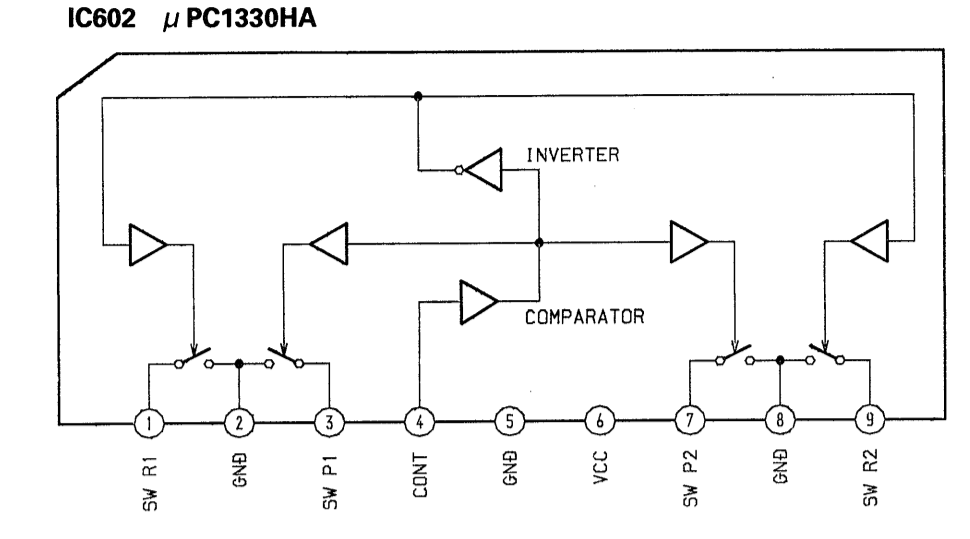 IC602 μPC1330HA
INVERTER
COMPARATOR
1 2 3 4 5 6 7 8 9
SW R1
GND
SW P1
CONT
GND
VCC
SW P2
GND
SW R2